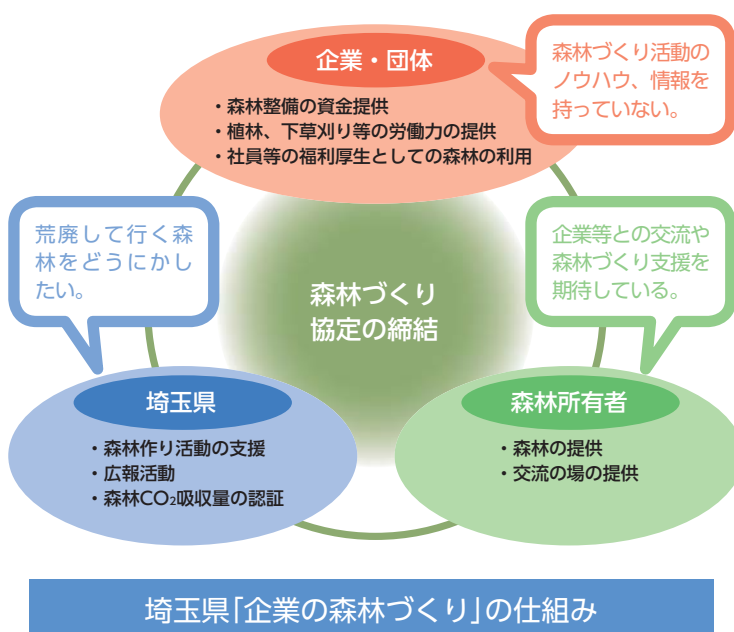 企業・団体
・森林整備の資金提供
・植林、下草刈り等の労働力の提供
・社員等の福利厚生としての森林の利用
森林づくり活動の
ノウハウ、情報を
持っていない。
荒廃して行く森
林をどうにかし
たい。
企業等との交流や
森林づくり支援を
期待している。
森林づくり
協定の締結
埼玉県
・森林作り活動の支援
・広報活動
・森林CO₂吸収量の認証
森林所有者
・森林の提供
・交流の場の提供
埼玉県「企業の森林づくり」の仕組み